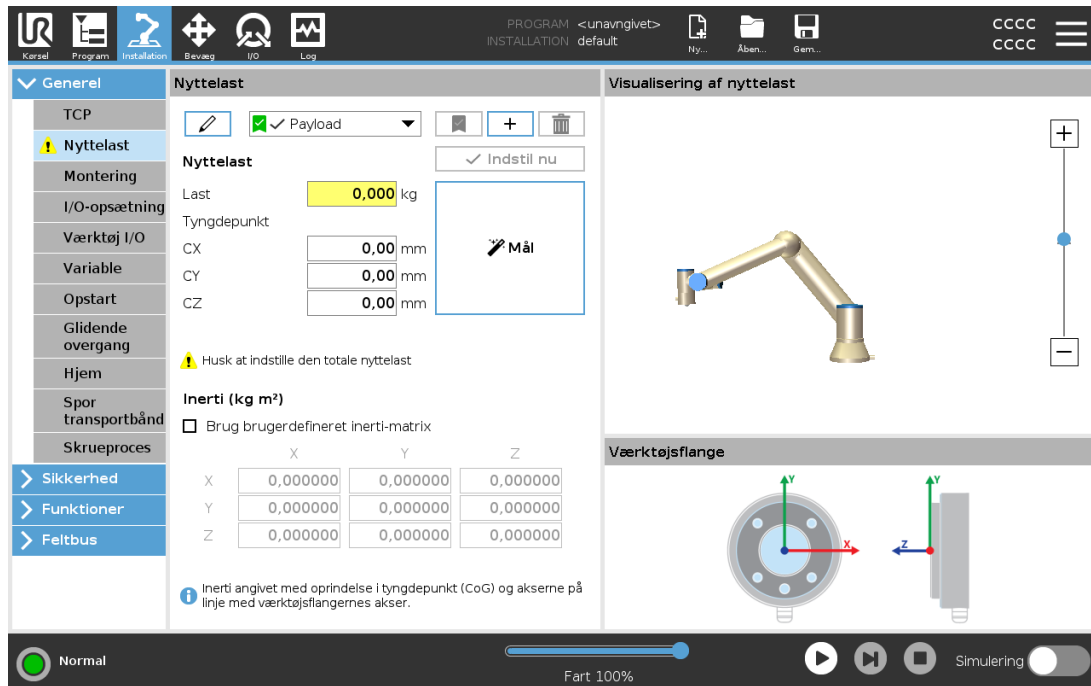 PROGRAM <unavngivet>
INSTALLATION default
CCCC
CCCC
Kørsel Program Installation Bevæg I/O Log Ny... Åben... Gem...
Generel
TCP
Nyttelast
Montering
I/O-opsætning
Værktøj I/O
Variable
Opstart
Glidende
overgang
Hjem
Spor
transportbånd
Skrueproces
Sikkerhed
Funktioner
Feltbus
Nyttelast
Payload
Nyttelast
Indstil nu
Last 0,000 kg
Tyngdepunkt
CX 0,00 mm
CY 0,00 mm
CZ 0,00 mm
Mål
Husk at indstille den totale nyttelast
Inerti (kg m²)
Brug brugerdefineret inerti-matrix
X Y Z
X 0,000000 0,000000 0,000000
Y 0,000000 0,000000 0,000000
Z 0,000000 0,000000 0,000000
Inerti angivet med oprindelse i tyngdepunkt (CoG) og akserne på
linje med værktøjsflangernes akser.
Visualisering af nyttelast
Værktøjsflange
Y
X
Y
Z
Normal
Fart 100%
Simulering